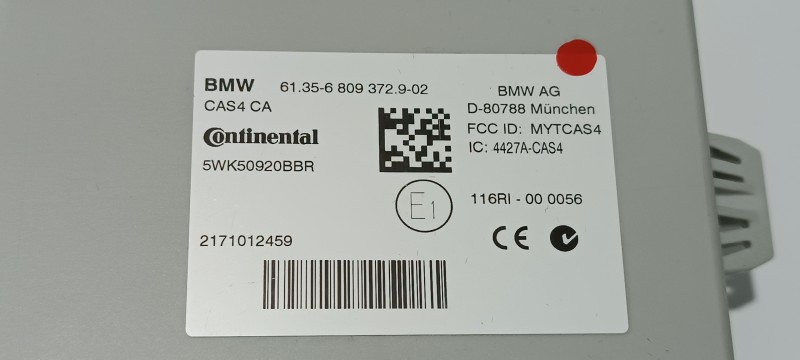 BMW 61.35-6 809 372.9-02
CAS4 CA
Continental
5WK50920BBR
BMW AG
D-80788 München
FCC ID: MYTCAS4
IC: 4427A-CAS4
E1
116RI - 00 0056
2171012459
CE